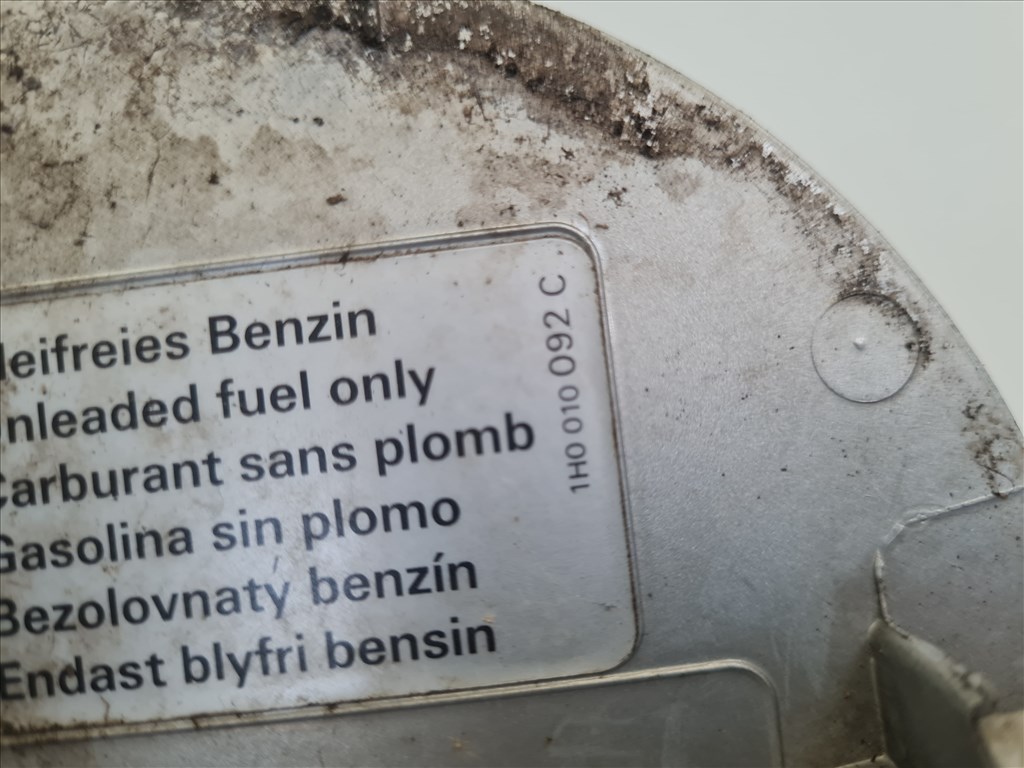 leifreies Benzin
nleaded fuel only
Carburant sans plomb
Gasolina sin plomo
Bezolovnatý benzín
Endast blyfri bensin
1H0 010 092 C